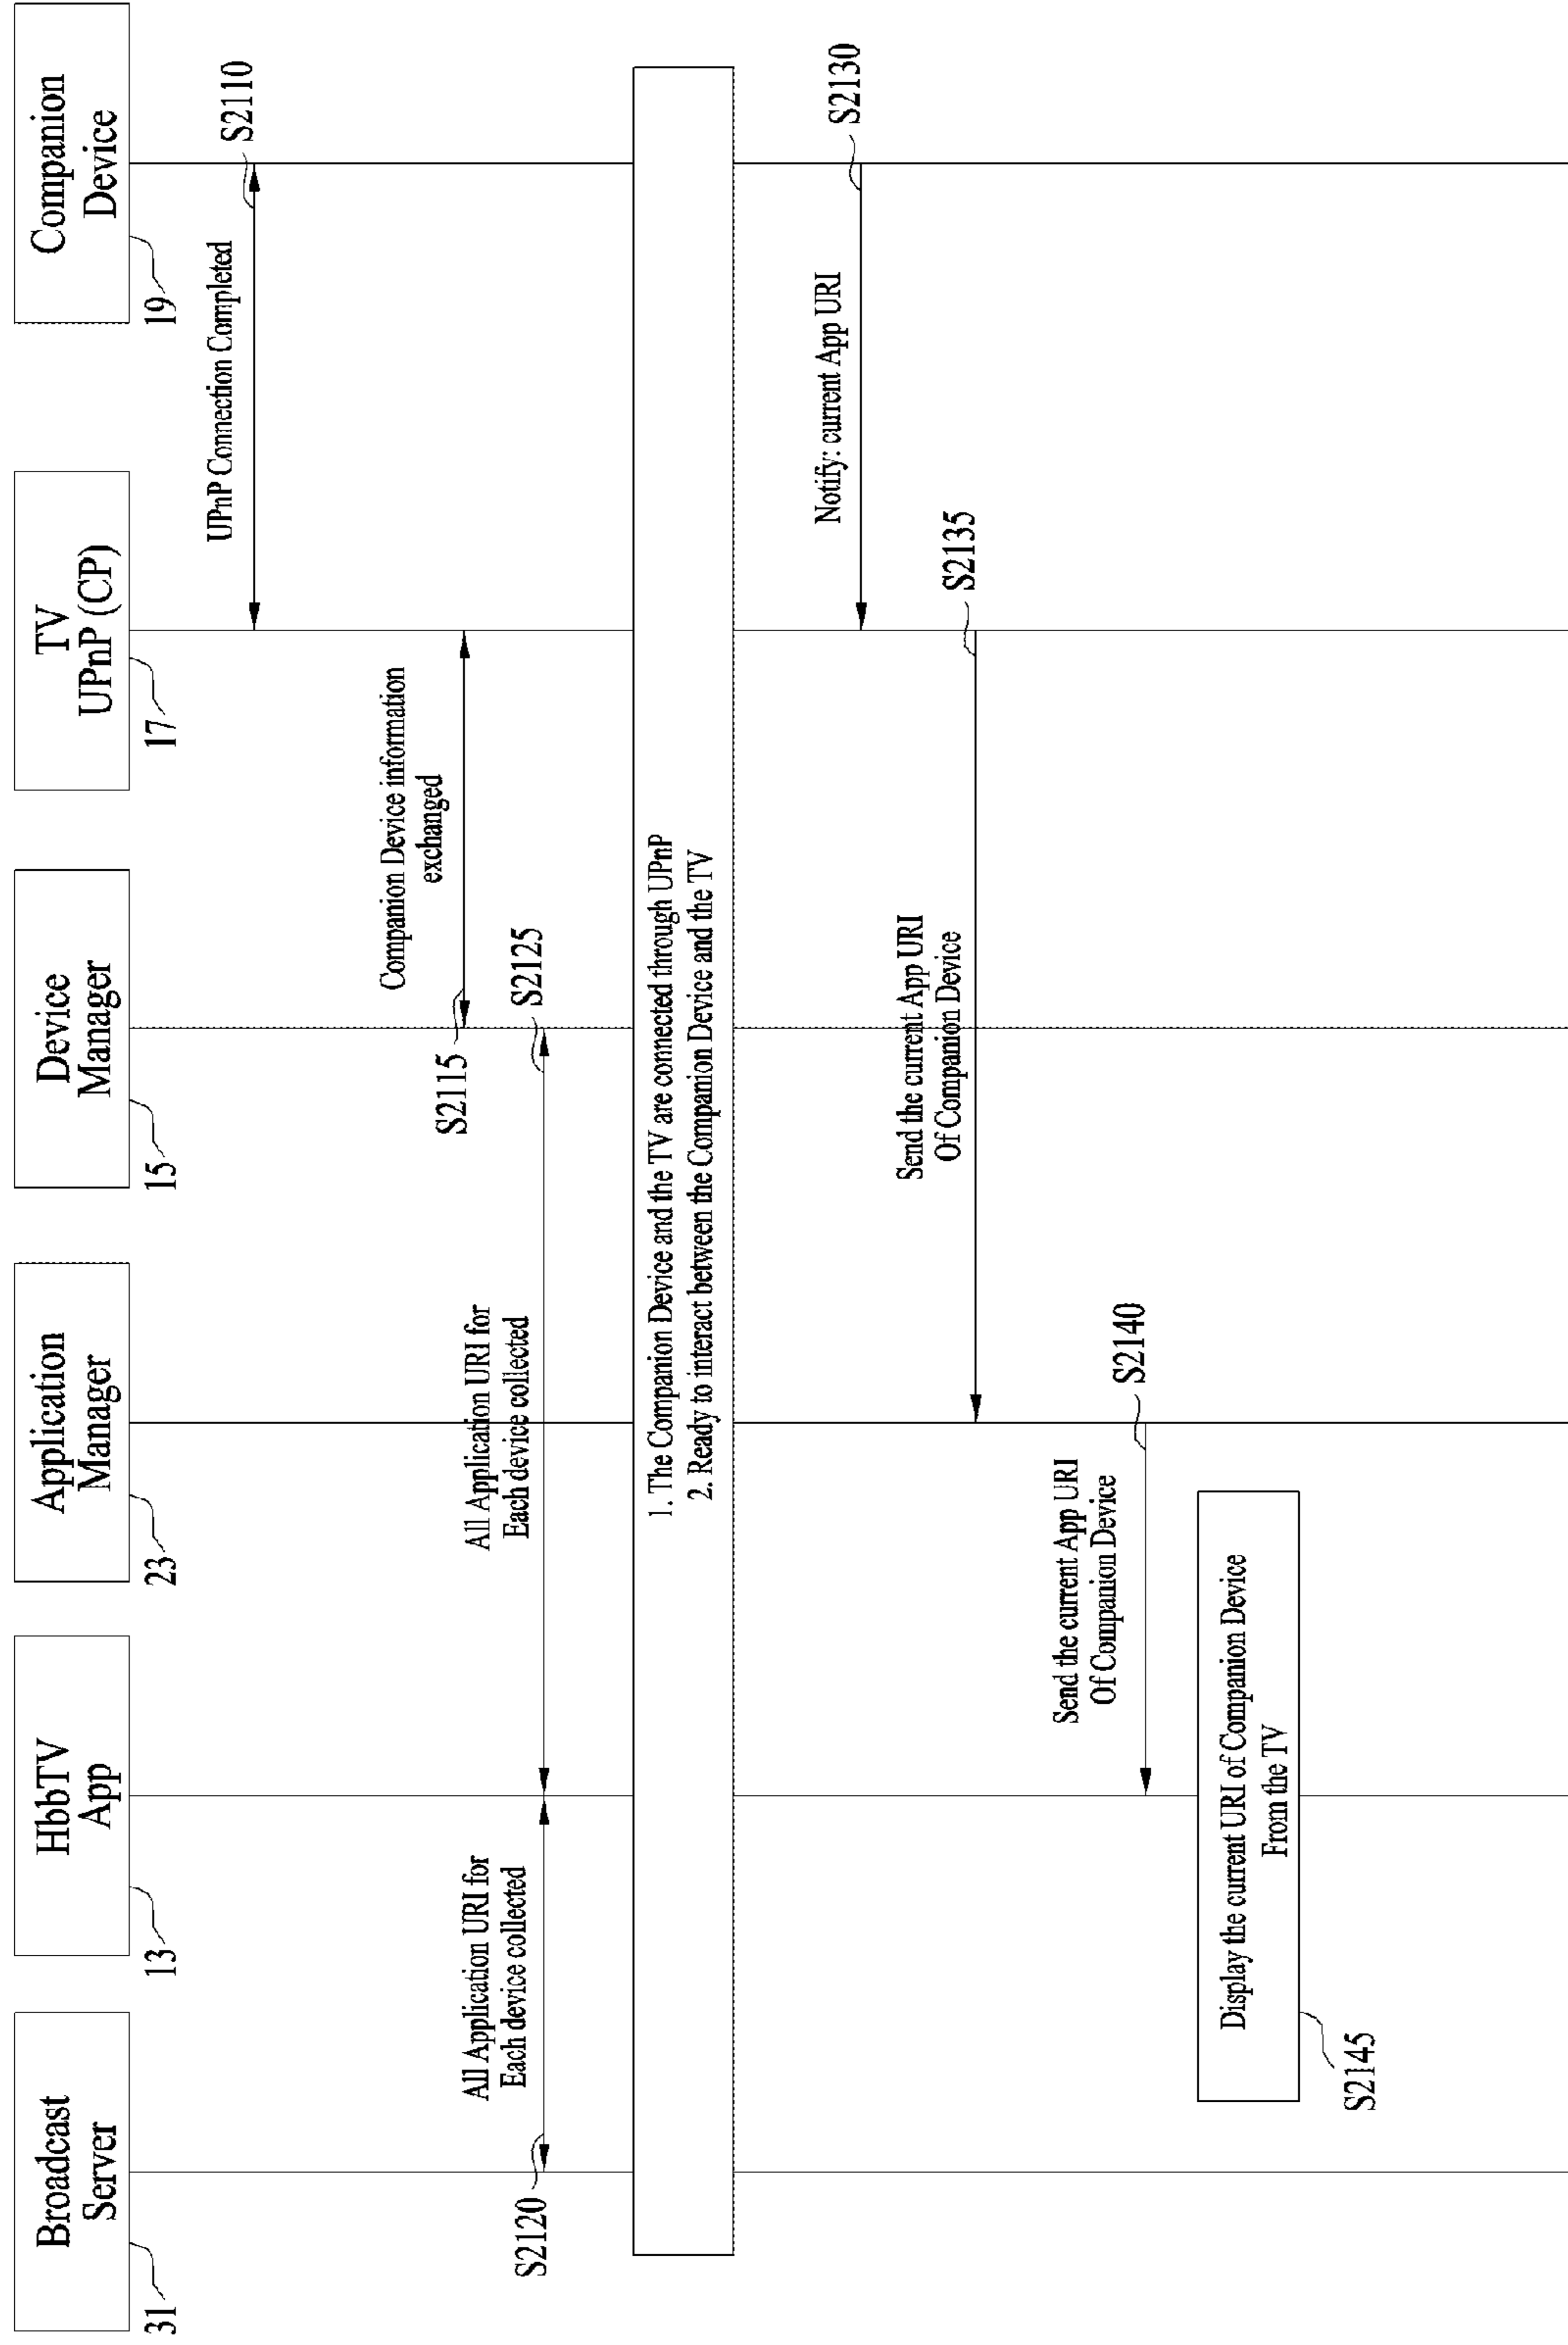 Broadcast
Server
31
HbbTV
App
13
Application
Manager
23
Device
Manager
15
TV
UPnP (CP)
17
Companion
Device
19
UPnP Connection Completed
S2110
Companion Device information
exchanged
S2115
All Application URI for
Each device collected
S2120
All Application URI for
Each device collected
S2125
1. The Companion Device and the TV are connected through UPnP
2. Ready to interact between the Companion Device and the TV
Notify: current App URI
S2130
Send the current App URI
Of Companion Device
S2135
Send the current App URI
Of Companion Device
S2140
Display the current URI of Companion Device
From the TV
S2145